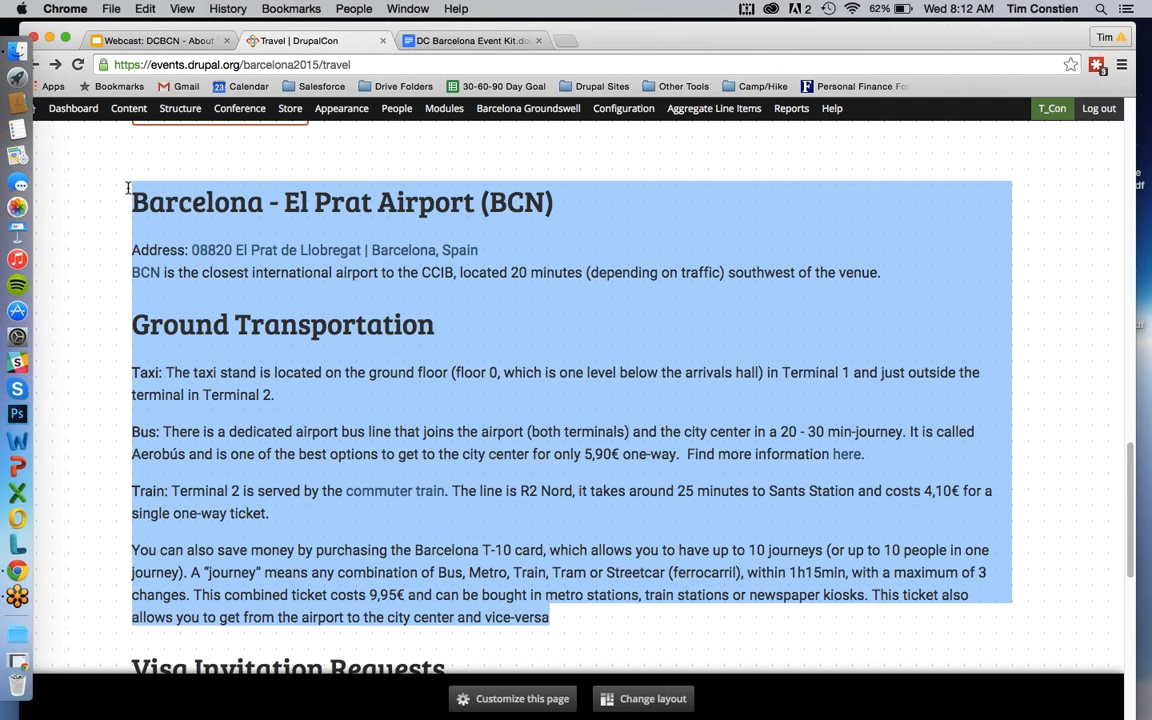 Chrome File Edit View History Bookmarks People Window Help 2 62% Wed 8:12 AM Tim Constien
Webcast: DCBCN - About Travel | DrupalCon DC Barcelona Event Kit.do Tim
https://events.drupal.org/barcelona2015/travel 3
Apps Bookmarks Gmail 23 Calendar Salesforce Drive Folders 30-60-90 Day Goal Drupal Sites Other Tools Camp/Hike F Personal Finance Fo
Dashboard Content Structure Conference Store Appearance People Modules Barcelona Groundswell Configuration Aggregate Line Items Reports Help T_Con Log out
Barcelona - El Prat Airport (BCN)
Address: 08820 El Prat de Llobregat | Barcelona, Spain
BCN is the closest international airport to the CCIB, located 20 minutes (depending on traffic) southwest of the venue.
Ground Transportation
Taxi: The taxi stand is located on the ground floor (floor 0, which is one level below the arrivals hall) in Terminal 1 and just outside the
terminal in Terminal 2.
Bus: There is a dedicated airport bus line that joins the airport (both terminals) and the city center in a 20 - 30 min-journey. It is called
Aerobús and is one of the best options to get to the city center for only 5,90€ one-way.  Find more information here.
Train: Terminal 2 is served by the commuter train. The line is R2 Nord, it takes around 25 minutes to Sants Station and costs 4,10€ for a
single one-way ticket.
You can also save money by purchasing the Barcelona T-10 card, which allows you to have up to 10 journeys (or up to 10 people in one
journey). A “journey” means any combination of Bus, Metro, Train, Tram or Streetcar (ferrocarril), within 1h15min, with a maximum of 3
changes. This combined ticket costs 9,95€ and can be bought in metro stations, train stations or newspaper kiosks. This ticket also
allows you to get from the airport to the city center and vice-versa
Visa Invitation Requests
Customize this page Change layout